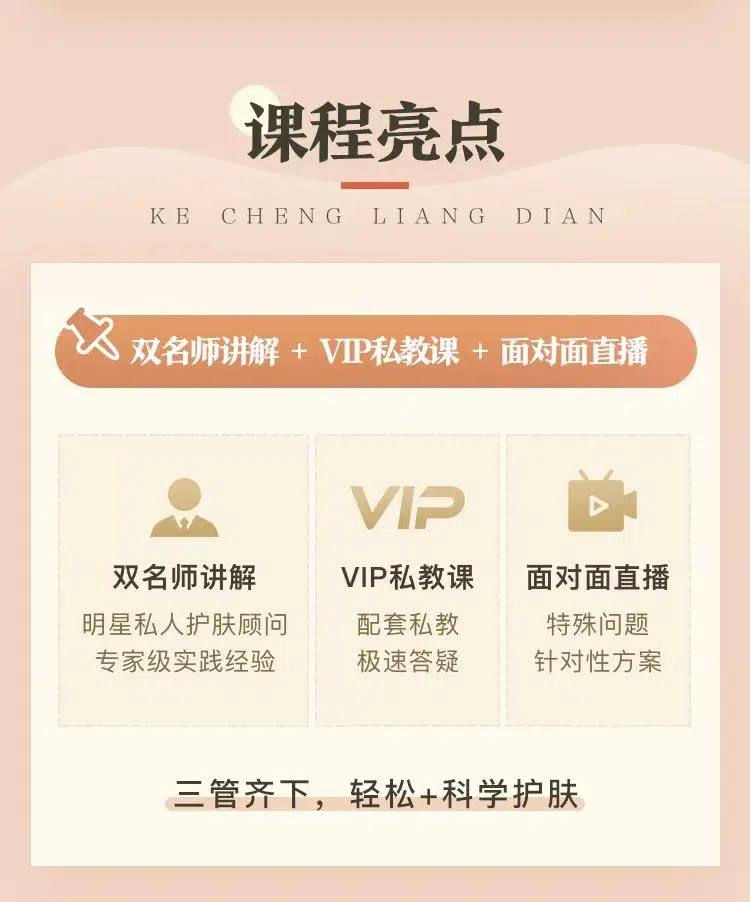 课程亮点
KE CHENG LIANG DIAN
双名师讲解 + VIP私教课 + 面对面直播
VIP
双名师讲解
明星私人护肤顾问
专家级实践经验
VIP私教课
配套私教
极速答疑
面对面直播
特殊问题
针对性方案
三管齐下，轻松+科学护肤